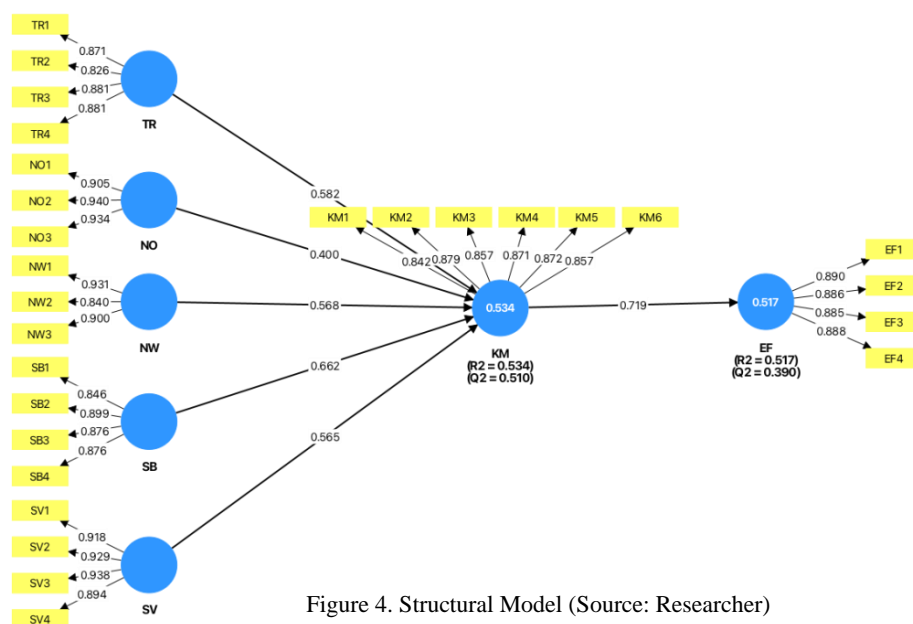 TR1
0.871
TR2
0.826
TR3
0.881
TR4
0.881
TR
NO1
0.905
NO2
0.940
NO3
0.934
NO
NW1
0.931
NW2
0.840
NW3
0.900
NW
SB1
0.846
SB2
0.899
SB3
0.876
SB4
0.876
SB
SV1
0.918
SV2
0.929
SV3
0.938
SV4
0.894
SV
0.582
0.400
0.568
0.662
0.565
KM1 KM2 KM3 KM4 KM5 KM6
0.842 0.879 0.857 0.871 0.872 0.857
0.534
KM
(R2 = 0.534)
(Q2 = 0.510)
0.719
0.517
EF
(R2 = 0.517)
(Q2 = 0.390)
EF1
0.890
EF2
0.886
EF3
0.885
EF4
0.888
Figure 4. Structural Model (Source: Researcher)